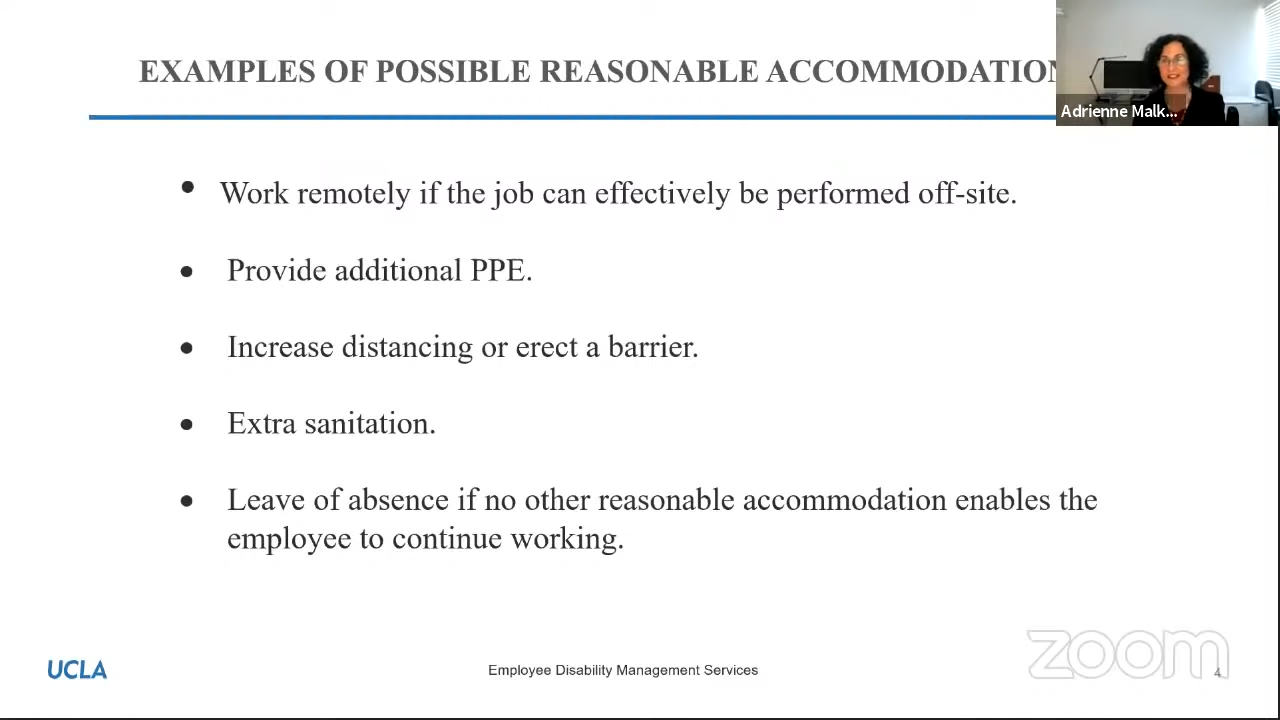 EXAMPLES OF POSSIBLE REASONABLE ACCOMMODATION
Adrienne Malk...
• Work remotely if the job can effectively be performed off-site.
• Provide additional PPE.
• Increase distancing or erect a barrier.
• Extra sanitation.
• Leave of absence if no other reasonable accommodation enables the
employee to continue working.
UCLA
Employee Disability Management Services
zoom
4